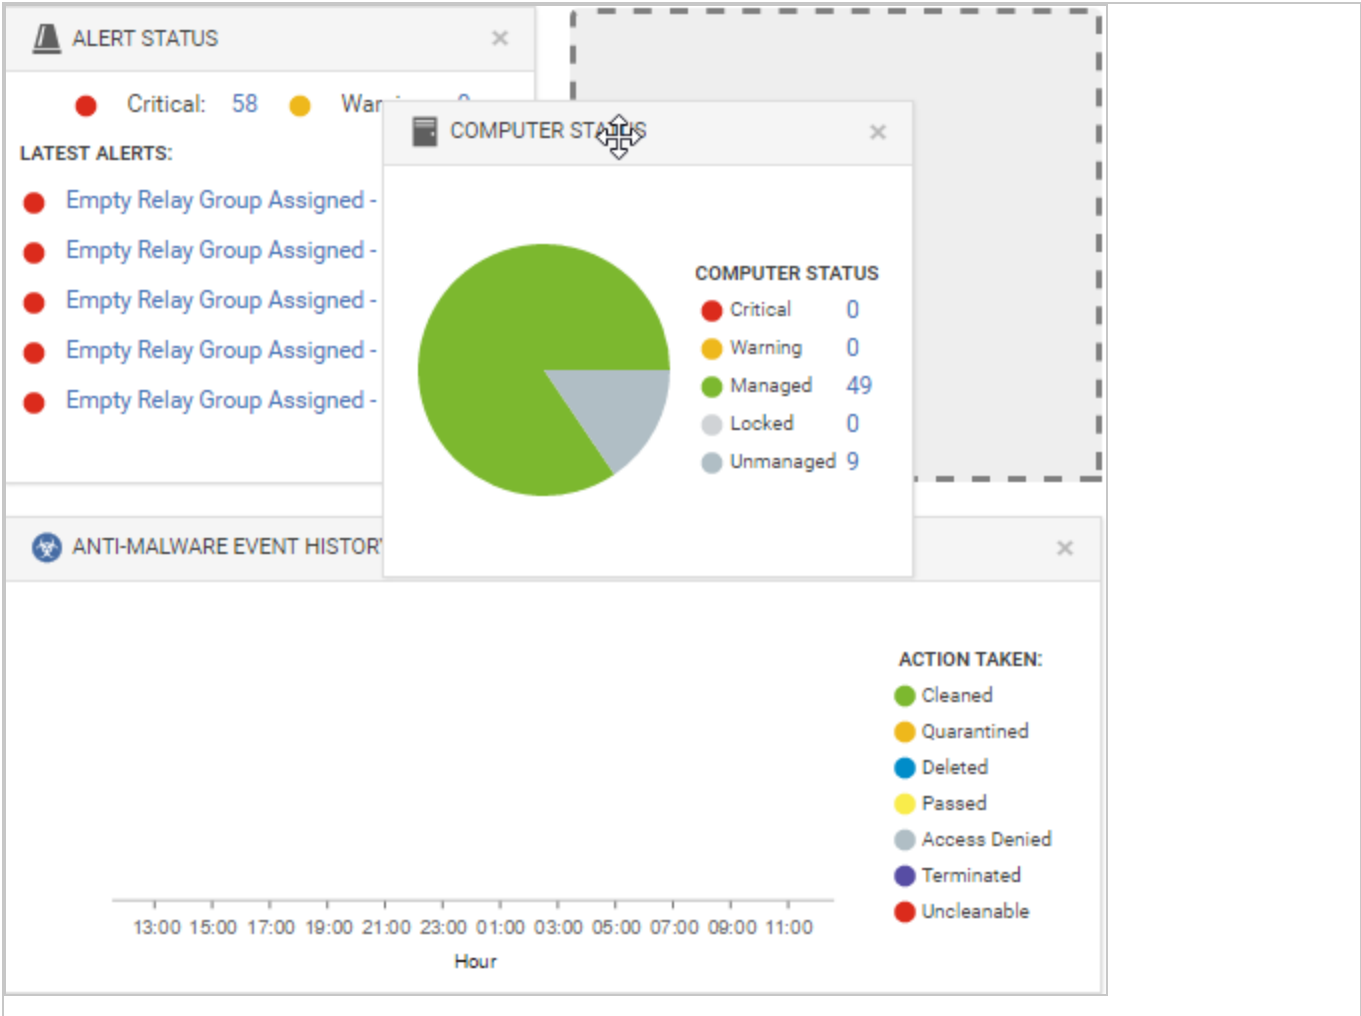 ALERT STATUS
Critical: 58
LATEST ALERTS:
Empty Relay Group Assigned -
Empty Relay Group Assigned -
Empty Relay Group Assigned -
Empty Relay Group Assigned -
Empty Relay Group Assigned -
COMPUTER STATUS
COMPUTER STATUS
Critical 0
Warning 0
Managed 49
Locked 0
Unmanaged 9
ANTI-MALWARE EVENT HISTORY
ACTION TAKEN:
Cleaned
Quarantined
Deleted
Passed
Access Denied
Terminated
Uncleanable
13:00 15:00 17:00 19:00 21:00 23:00 01:00 03:00 05:00 07:00 09:00 11:00
Hour